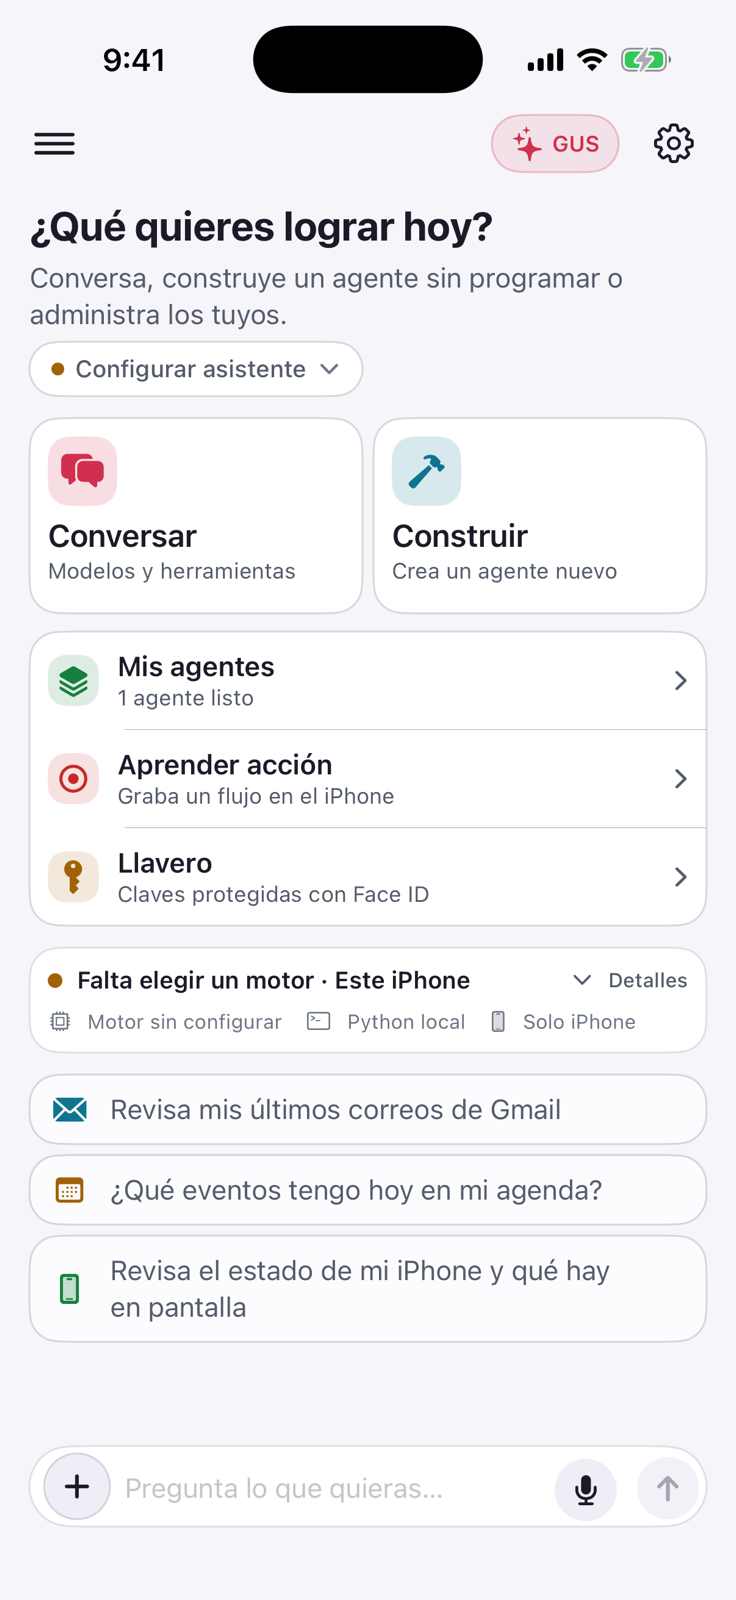 9:41
GUS
¿Qué quieres lograr hoy?
Conversa, construye un agente sin programar o
administra los tuyos.
Configurar asistente
Conversar
Modelos y herramientas
Construir
Crea un agente nuevo
Mis agentes
1 agente listo
Aprender acción
Graba un flujo en el iPhone
Llavero
Claves protegidas con Face ID
Falta elegir un motor · Este iPhone
Detalles
Motor sin configurar
Python local
Solo iPhone
Revisa mis últimos correos de Gmail
¿Qué eventos tengo hoy en mi agenda?
Revisa el estado de mi iPhone y qué hay
en pantalla
Pregunta lo que quieras...